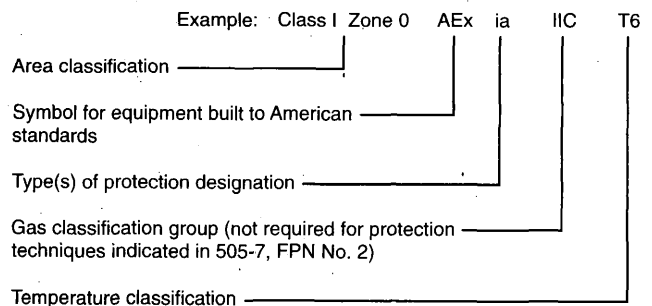 Example: Class I Zone 0 AEx ia IIC T6
Area classification
Symbol for equipment built to American
standards
Type(s) of protection designation
Gas classification group (not required for protection
techniques indicated in 505-7, FPN No. 2)
Temperature classification